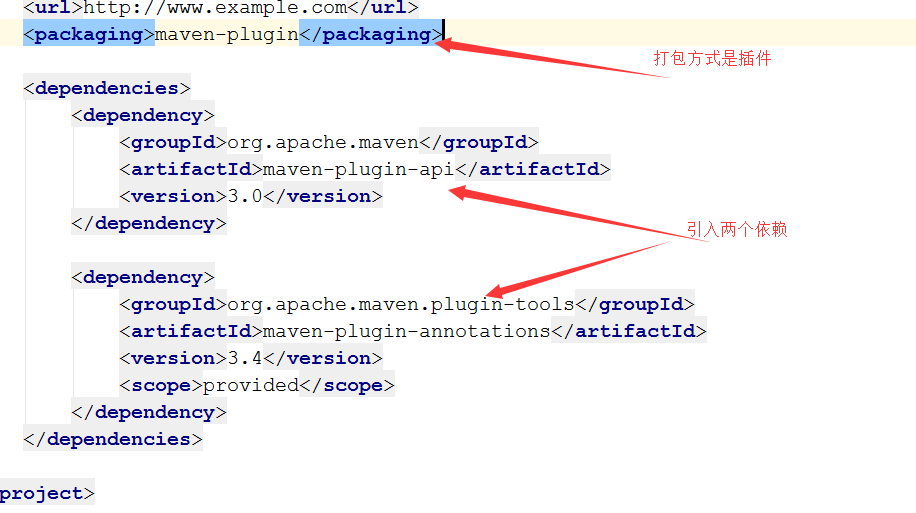 <url>http://www.example.com</url>
<packaging>maven-plugin</packaging>
打包方式是插件
<dependencies>
<dependency>
<groupId>org.apache.maven</groupId>
<artifactId>maven-plugin-api</artifactId>
<version>3.0</version>
</dependency>
引入两个依赖
<dependency>
<groupId>org.apache.maven.plugin-tools</groupId>
<artifactId>maven-plugin-annotations</artifactId>
<version>3.4</version>
<scope>provided</scope>
</dependency>
</dependencies>
project>